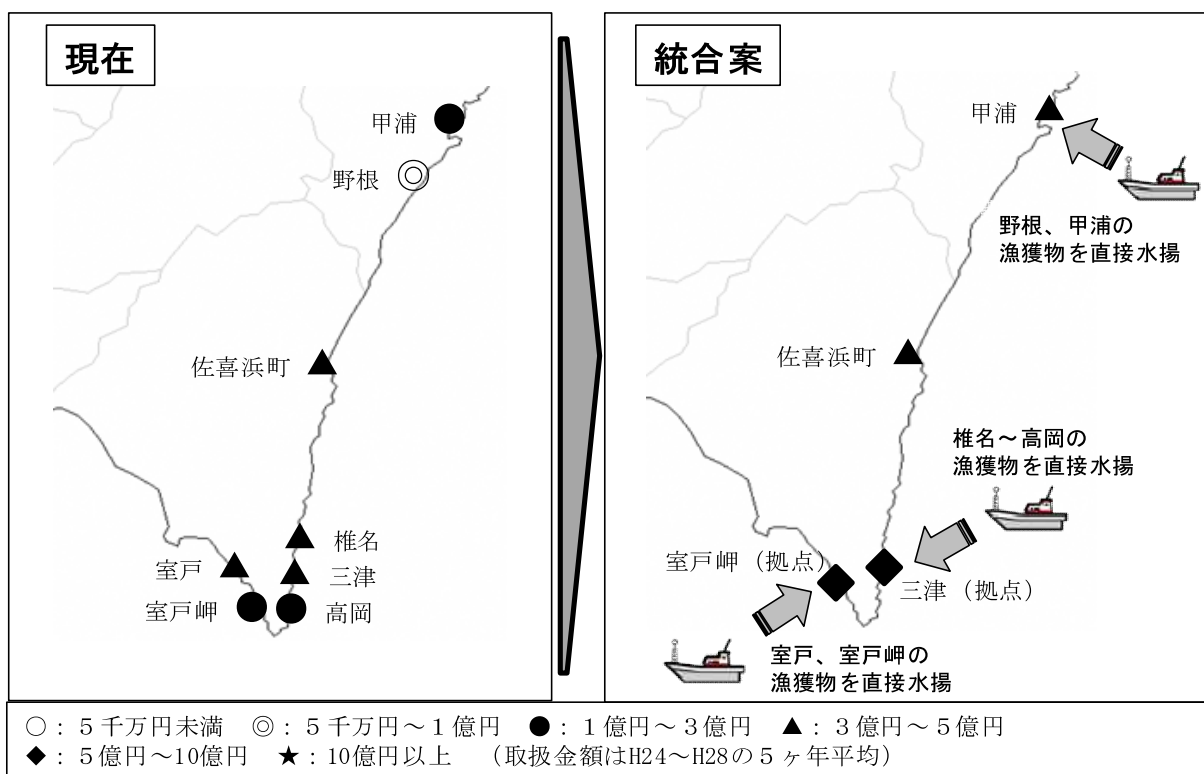 現在
甲浦
野根
佐喜浜町
椎名
室戸
三津
室戸岬
高岡
統合案
甲浦
野根、甲浦の
漁獲物を直接水揚
佐喜浜町
椎名～高岡の
漁獲物を直接水揚
室戸岬（拠点）
三津（拠点）
室戸、室戸岬の
漁獲物を直接水揚
○：５千万円未満　◎：５千万円～１億円　●：１億円～３億円　▲：３億円～５億円
◆：５億円～10億円　★：10億円以上　（取扱金額はH24～H28の５ヶ年平均）